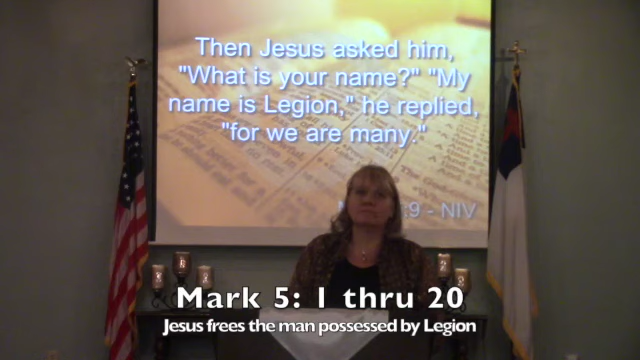 Then Jesus asked him,
"What is your name?" "My
name is Legion," he replied,
"for we are many."
:9 - NIV
Mark 5: 1 thru 20
Jesus frees the man possessed by Legion